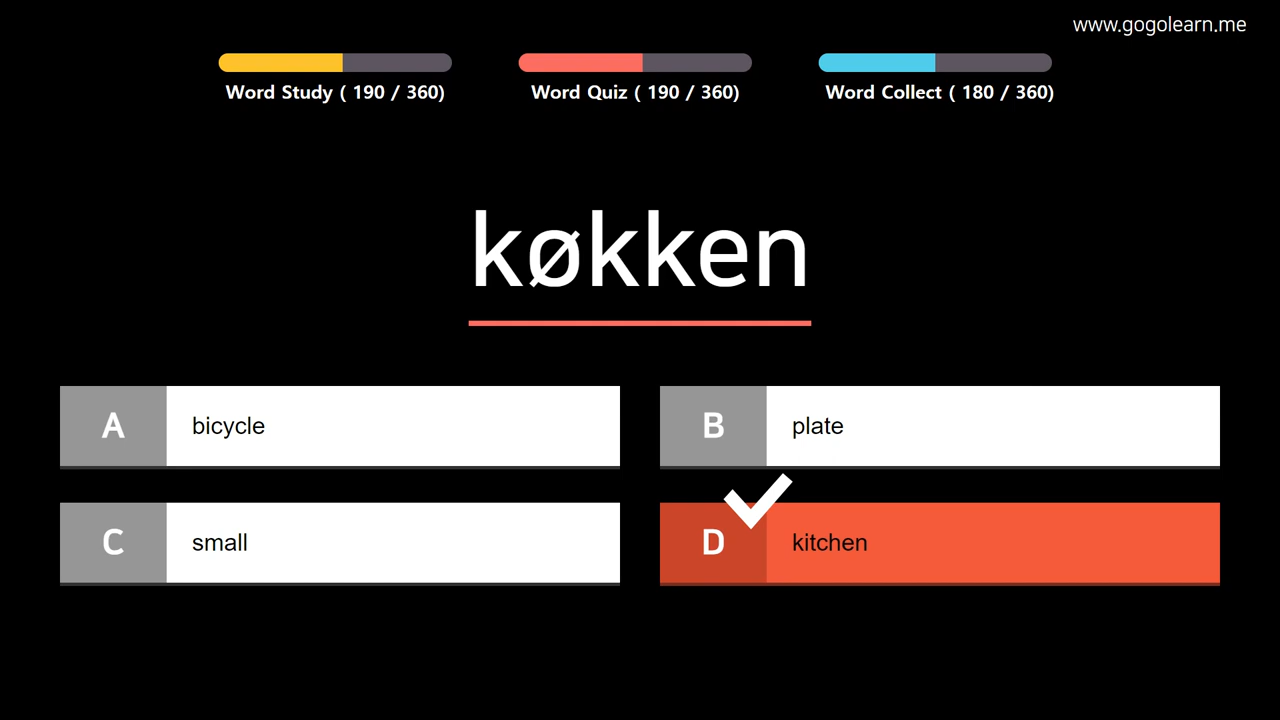 www.gogolearn.me
Word Study ( 190 / 360)
Word Quiz ( 190 / 360)
Word Collect ( 180 / 360)
køkken
A bicycle
B plate
C small
D kitchen